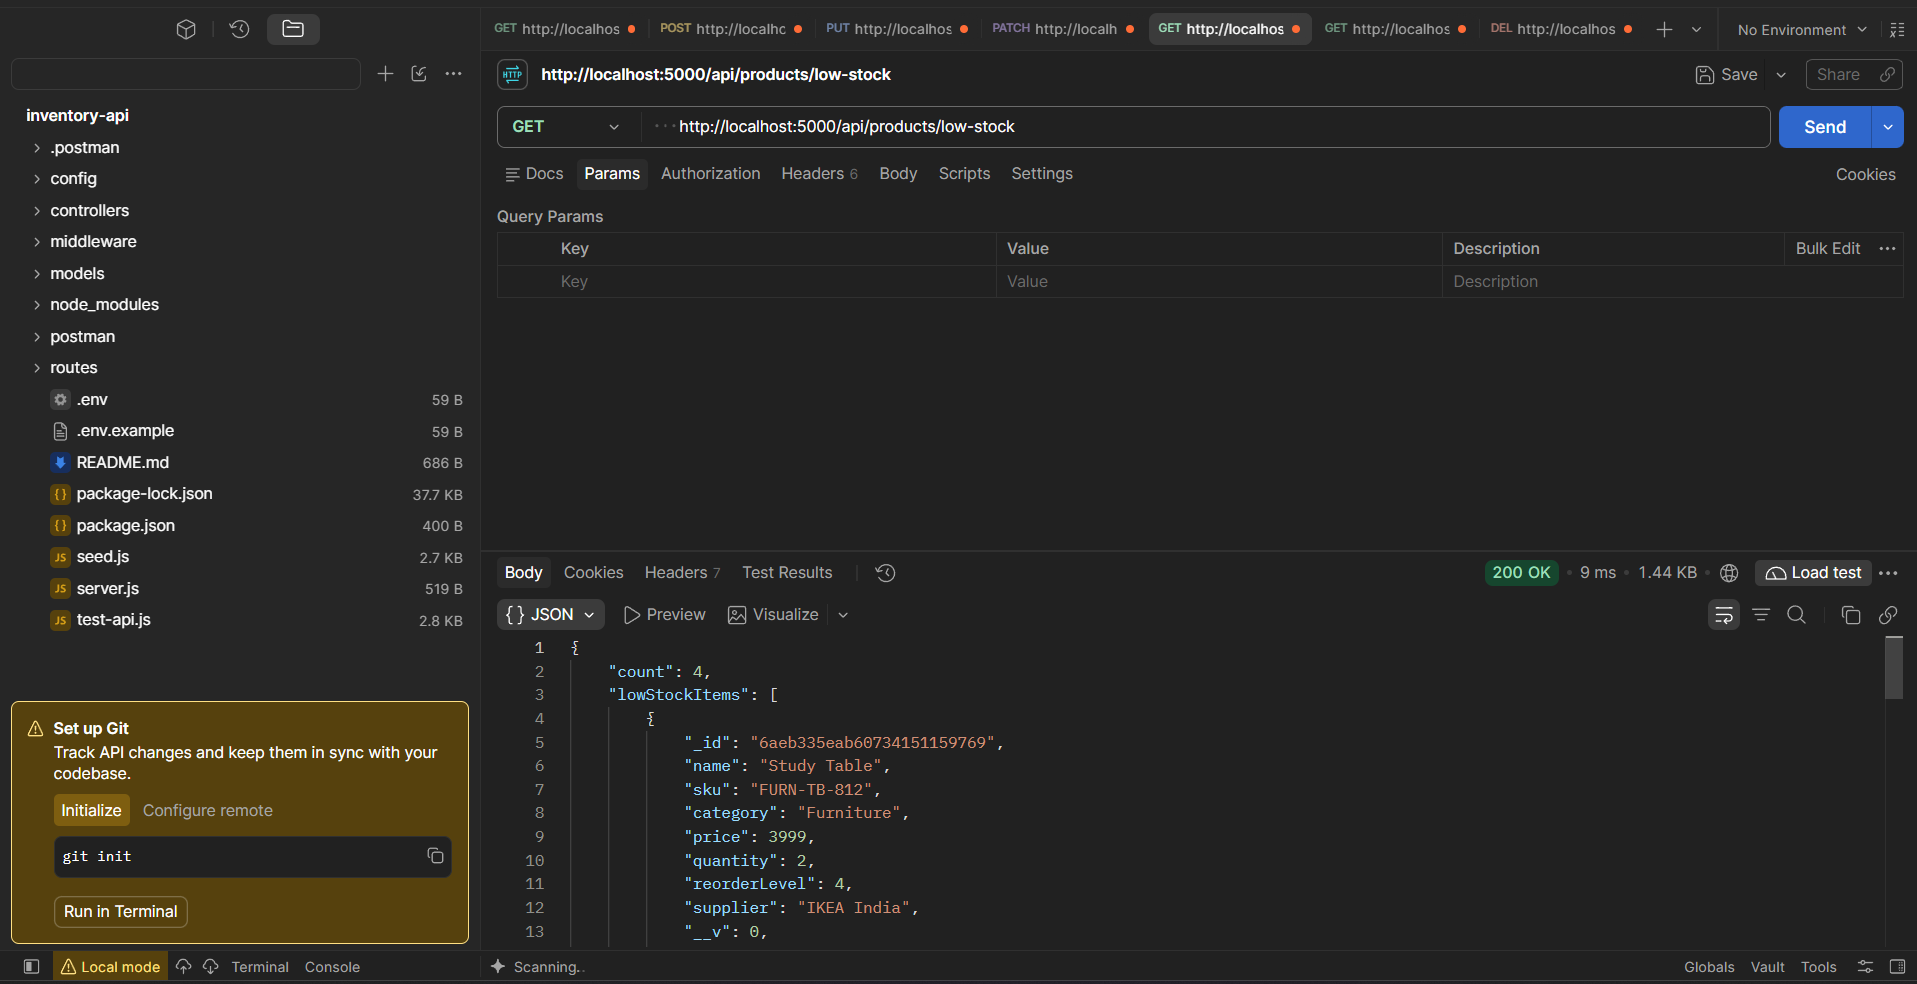 GET http://localhos
POST http://localhc
PUT http://localhos
PATCH http://localh
GET http://localhos
GET http://localhos
DEL http://localhos
No Environment
HTTP http://localhost:5000/api/products/low-stock
Save
Share
GET
http://localhost:5000/api/products/low-stock
Send
Docs Params Authorization Headers 6 Body Scripts Settings
Cookies
Query Params
Key Value Description Bulk Edit
Key Value Description
inventory-api
.postman
config
controllers
middleware
models
node_modules
postman
routes
.env 59 B
.env.example 59 B
README.md 686 B
{} package-lock.json 37.7 KB
{} package.json 400 B
JS seed.js 2.7 KB
JS server.js 519 B
JS test-api.js 2.8 KB
Set up Git
Track API changes and keep them in sync with your
codebase.
Initialize Configure remote
git init
Run in Terminal
Body Cookies Headers 7 Test Results
200 OK • 9 ms • 1.44 KB •
Load test
{} JSON Preview Visualize
1 {
2 "count": 4,
3 "lowStockItems": [
4 {
5 "_id": "6aeb335eab60734151159769",
6 "name": "Study Table",
7 "sku": "FURN-TB-812",
8 "category": "Furniture",
9 "price": 3999,
10 "quantity": 2,
11 "reorderLevel": 4,
12 "supplier": "IKEA India",
13 "__v": 0,
Local mode
Terminal Console
Scanning..
Globals Vault Tools